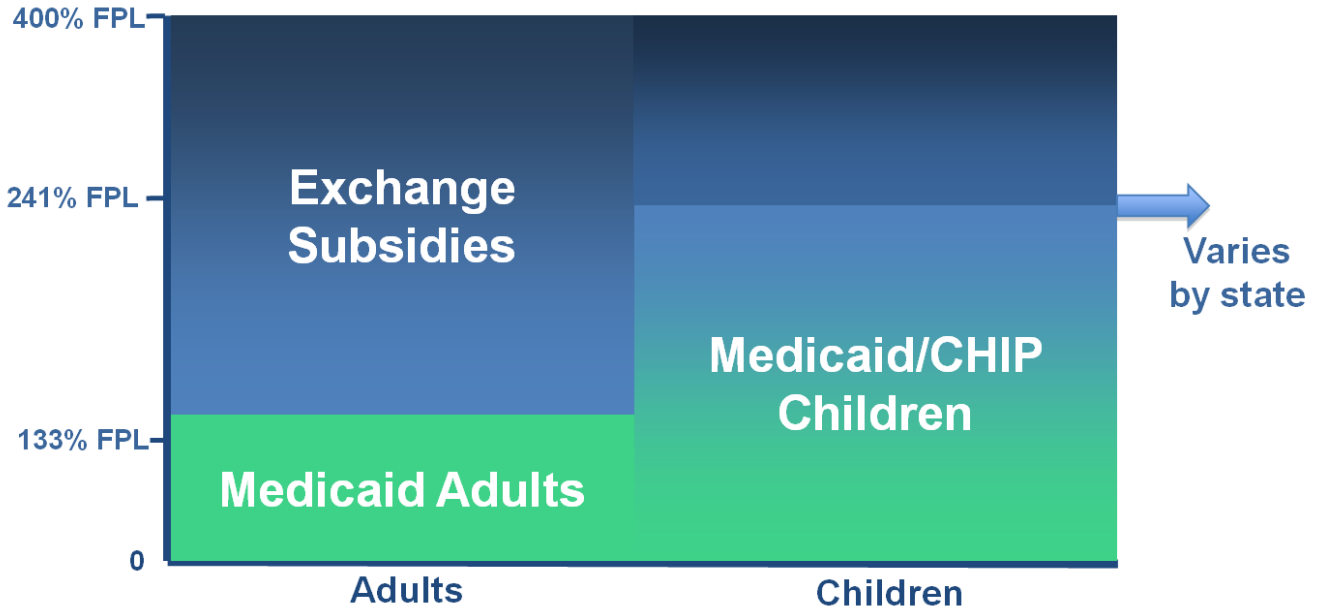 400% FPL
241% FPL
133% FPL
0
Exchange
Subsidies
Medicaid Adults
Medicaid/CHIP
Children
Varies
by state
Adults
Children